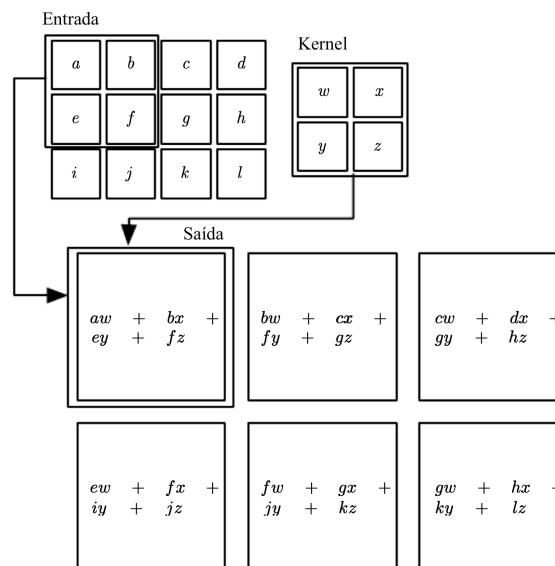 Entrada
Kernel
a b c d
w x
e f g h
y z
i j k l
Saída
aw + bx +
ey + fz
bw + cx +
fy + gz
cw + dx +
gy + hz
ew + fx +
iy + jz
fw + gx +
jy + kz
gw + hx +
ky + lz